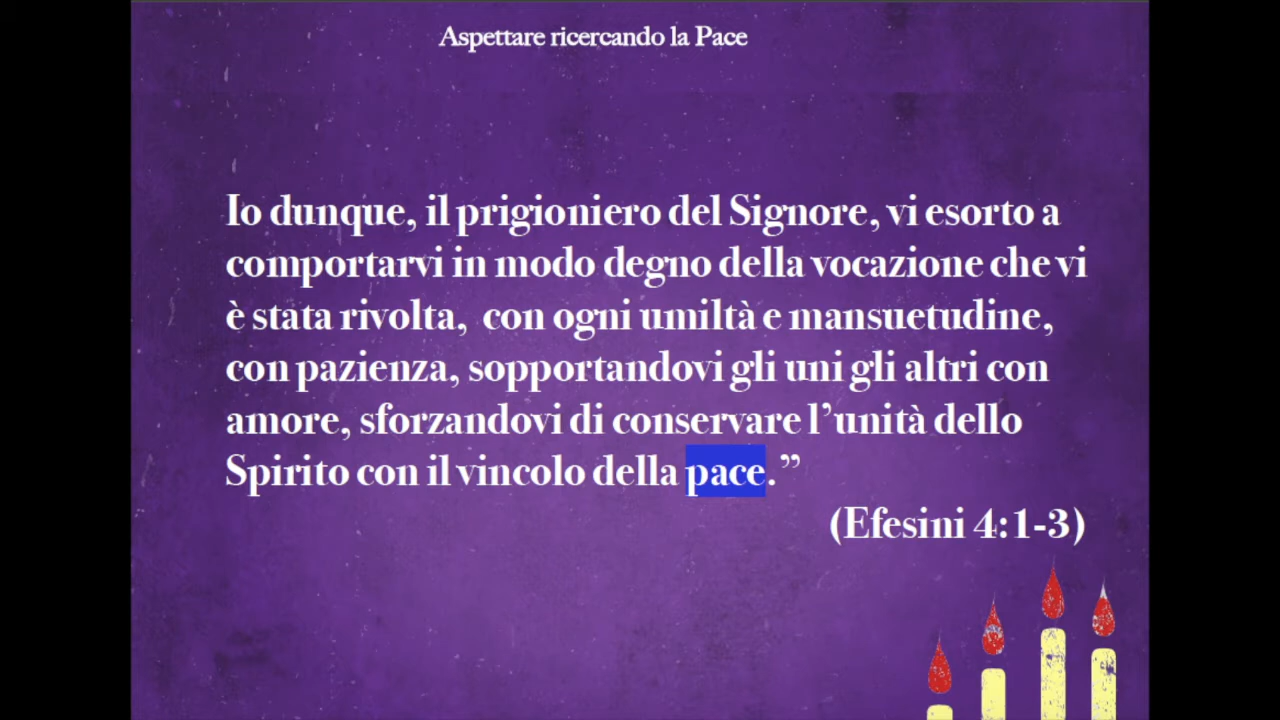 Aspettare ricercando la Pace
Io dunque, il prigioniero del Signore, vi esorto a
comportarvi in modo degno della vocazione che vi
è stata rivolta, con ogni umiltà e mansuetudine,
con pazienza, sopportandovi gli uni gli altri con
amore, sforzandovi di conservare l’unità dello
Spirito con il vincolo della pace.”
(Efesini 4:1-3)